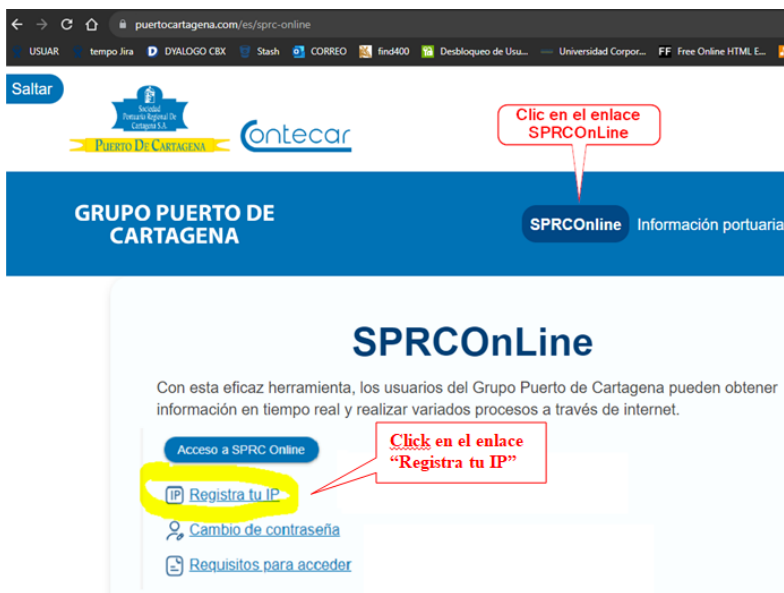 puertocartagena.com/es/sprc-online
USUAR tempo Jira DYALOGO CBX Stash CORREO find400 Desbloqueo de Usu... Universidad Corpor... FF Free Online HTML E...
Saltar
Sociedad
Portuaria Regional De
Cartagena S.A.
PUERTO DE CARTAGENA
contecar
Clic en el enlace
SPRCOnLine
GRUPO PUERTO DE
CARTAGENA
SPRCOnline Información portuaria
SPRCOnLine
Con esta eficaz herramienta, los usuarios del Grupo Puerto de Cartagena pueden obtener
información en tiempo real y realizar variados procesos a través de internet.
Acceso a SPRC Online
Click en el enlace
“Registra tu IP”
IP Registra tu IP
Cambio de contraseña
Requisitos para acceder